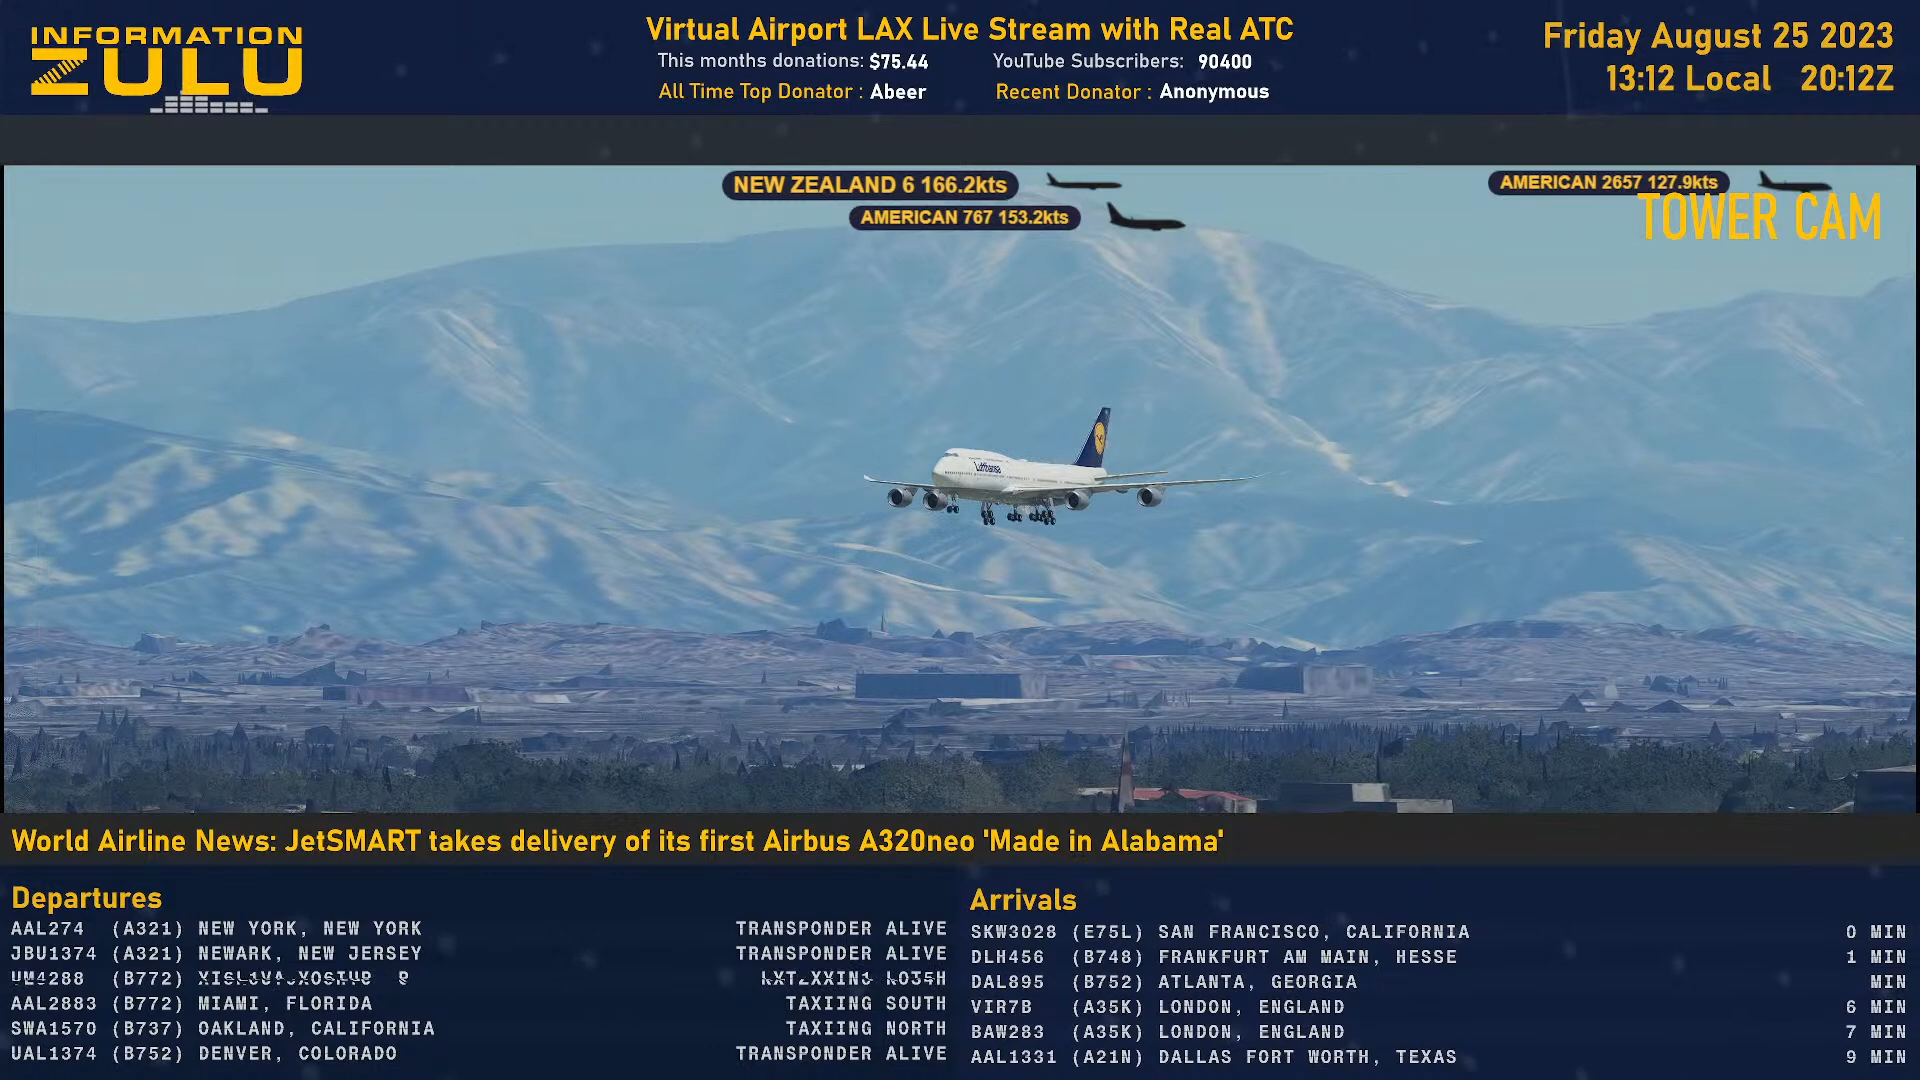 INFORMATION
ZULU
Virtual Airport LAX Live Stream with Real ATC
This months donations: $75.44 YouTube Subscribers: 90400
All Time Top Donator : Abeer Recent Donator : Anonymous
Friday August 25 2023
13:12 Local 20:12Z
NEW ZEALAND 6 166.2kts
AMERICAN 767 153.2kts
AMERICAN 2657 127.9kts
TOWER CAM
Lufthansa
World Airline News: JetSMART takes delivery of its first Airbus A320neo 'Made in Alabama'
Departures
AAL274 (A321) NEW YORK, NEW YORK TRANSPONDER ALIVE
JBU1374 (A321) NEWARK, NEW JERSEY TRANSPONDER ALIVE
(B772)
AAL2883 (B772) MIAMI, FLORIDA TAXIING SOUTH
SWA1570 (B737) OAKLAND, CALIFORNIA TAXIING NORTH
UAL1374 (B752) DENVER, COLORADO TRANSPONDER ALIVE
Arrivals
SKW3028 (E75L) SAN FRANCISCO, CALIFORNIA 0 MIN
DLH456 (B748) FRANKFURT AM MAIN, HESSE 1 MIN
DAL895 (B752) ATLANTA, GEORGIA MIN
VIR7B (A35K) LONDON, ENGLAND 6 MIN
BAW283 (A35K) LONDON, ENGLAND 7 MIN
AAL1331 (A21N) DALLAS FORT WORTH, TEXAS 9 MIN